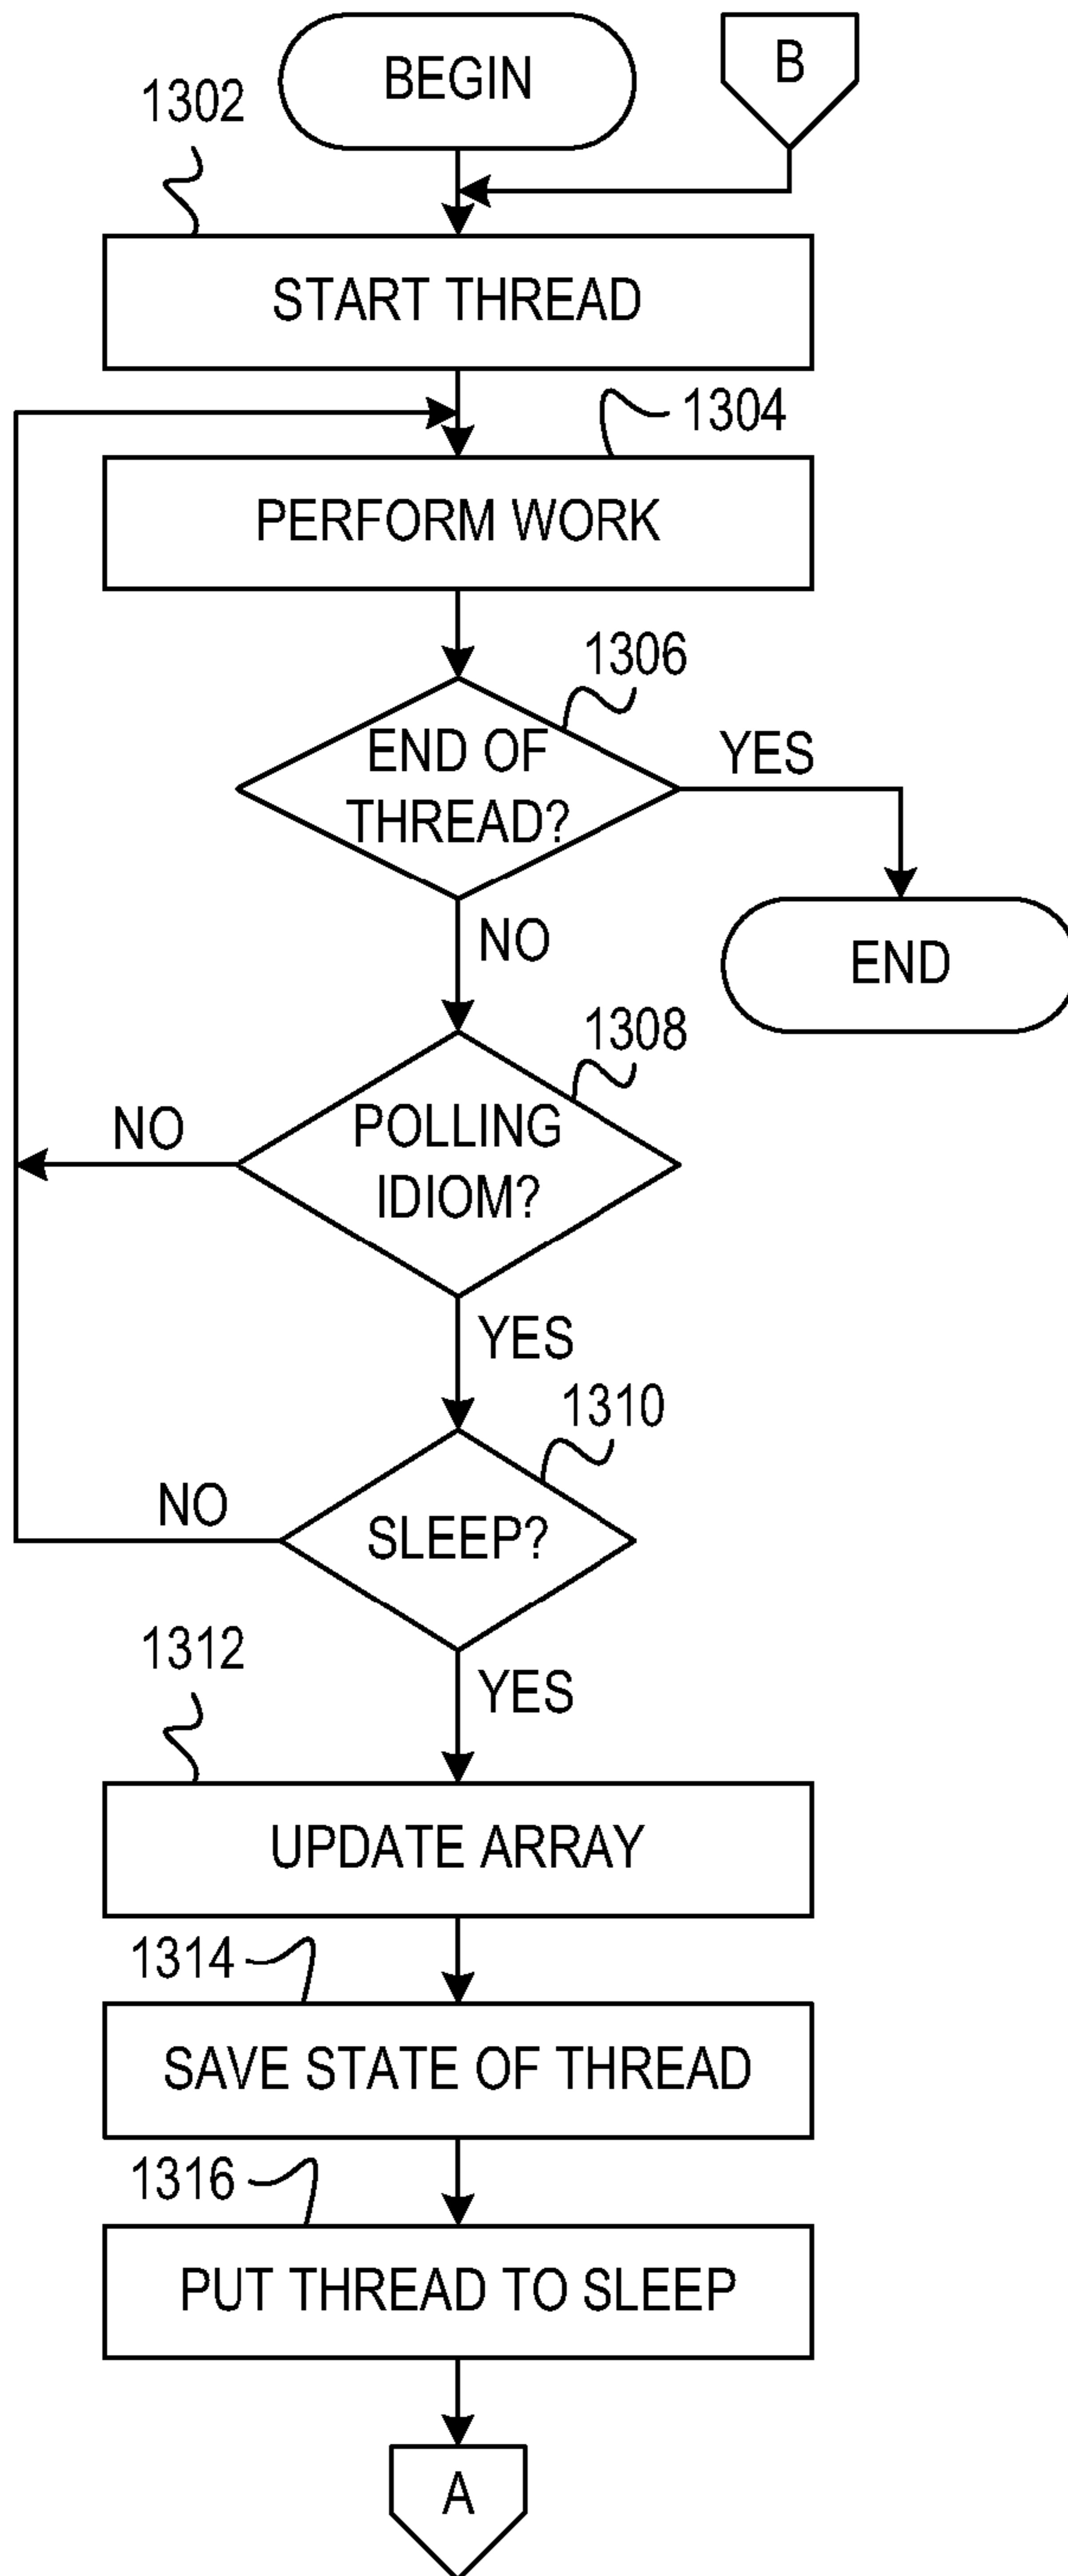 BEGIN
B
1302
START THREAD
1304
PERFORM WORK
1306
END OF
THREAD?
YES
NO
END
1308
POLLING
IDIOM?
NO
YES
1310
SLEEP?
NO
YES
1312
UPDATE ARRAY
1314
SAVE STATE OF THREAD
1316
PUT THREAD TO SLEEP
A